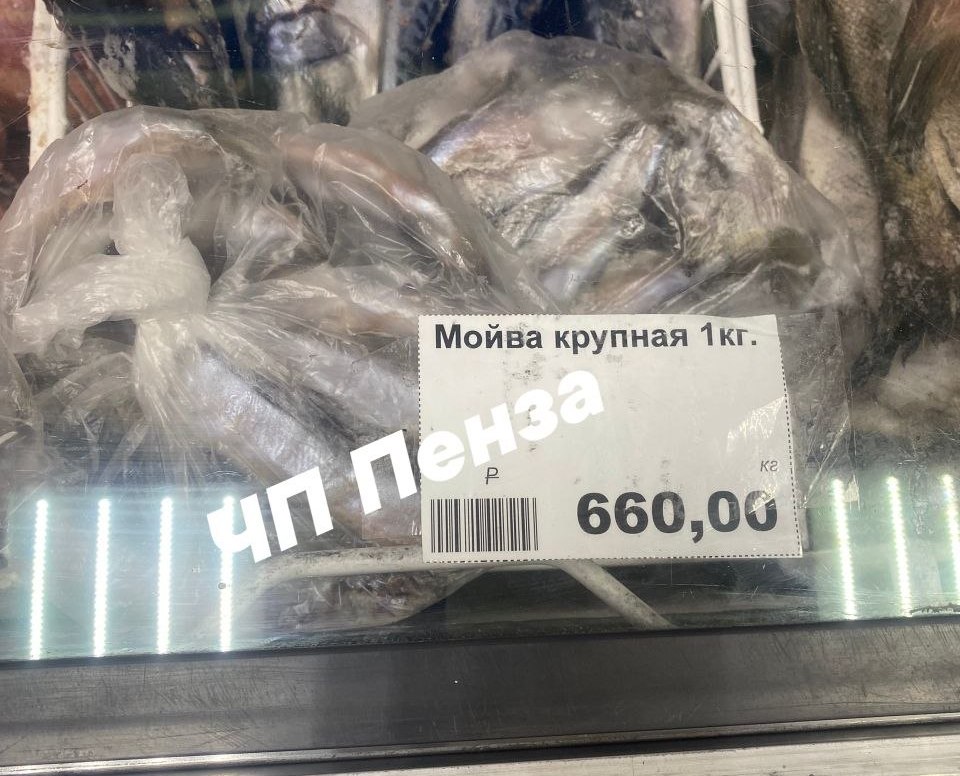 Мойва крупная 1кг.
ЧП Пенза
кг
₽
660,00